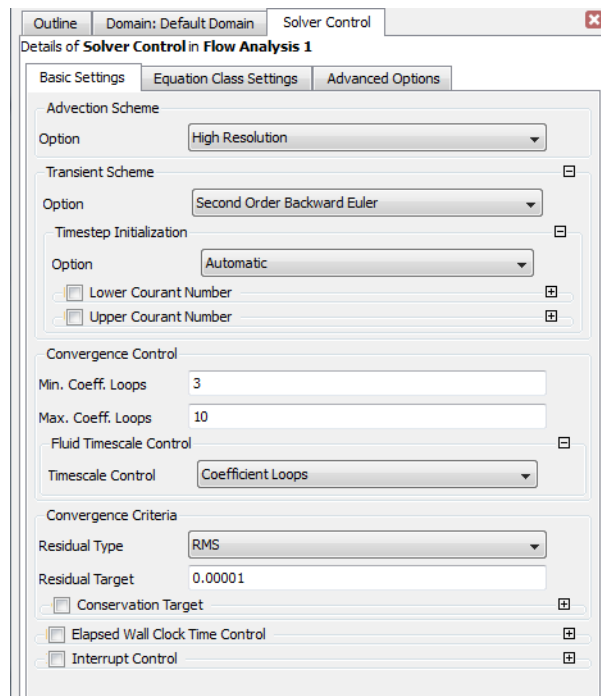 Outline Domain: Default Domain Solver Control
Details of Solver Control in Flow Analysis 1
Basic Settings Equation Class Settings Advanced Options
Advection Scheme
Option High Resolution
Transient Scheme
Option Second Order Backward Euler
Timestep Initialization
Option Automatic
Lower Courant Number
Upper Courant Number
Convergence Control
Min. Coeff. Loops 3
Max. Coeff. Loops 10
Fluid Timescale Control
Timescale Control Coefficient Loops
Convergence Criteria
Residual Type RMS
Residual Target 0.00001
Conservation Target
Elapsed Wall Clock Time Control
Interrupt Control